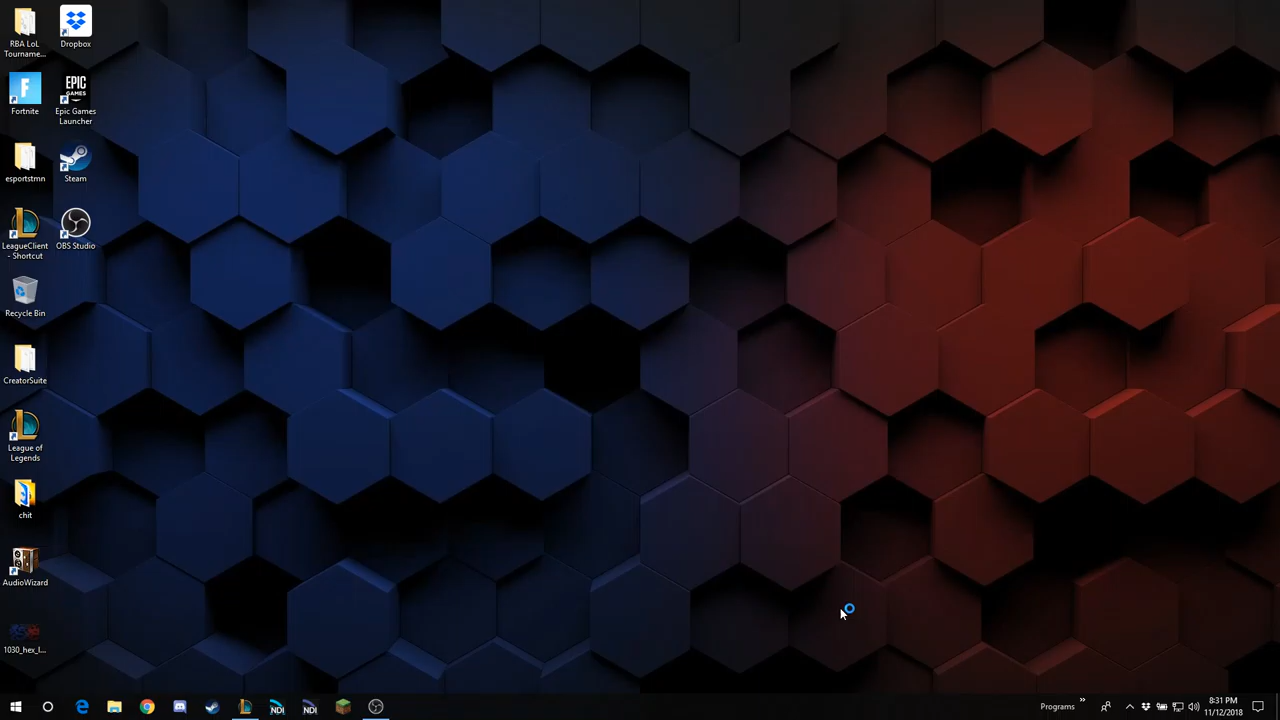 RBA LoL
Tourname...
Dropbox
Fortnite
EPIC
GAMES
Epic Games
Launcher
esportstmn
Steam
LeagueClient
- Shortcut
OBS Studio
Recycle Bin
CreatorSuite
League of
Legends
chit
AudioWizard
1030_hex_l...
NDI
NDI
Programs
8:31 PM
11/12/2018